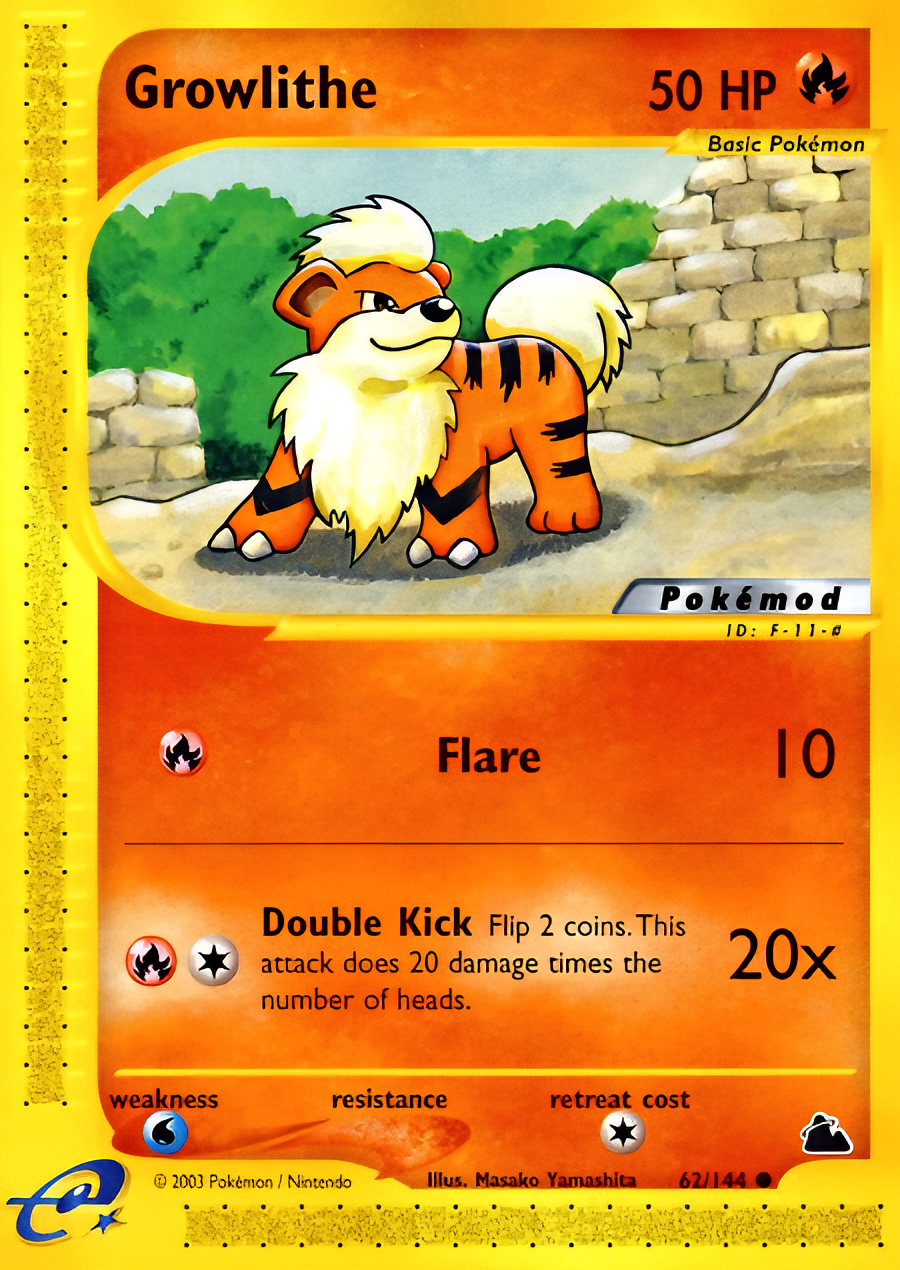 Growlithe 50 HP
Basic Pokémon
Pokémod
ID: F-11-#
Flare 10
Double Kick Flip 2 coins. This
attack does 20 damage times the
number of heads.
20x
weakness resistance retreat cost
© 2003 Pokémon / Nintendo Illus. Masako Yamashita 62/144 ●
e